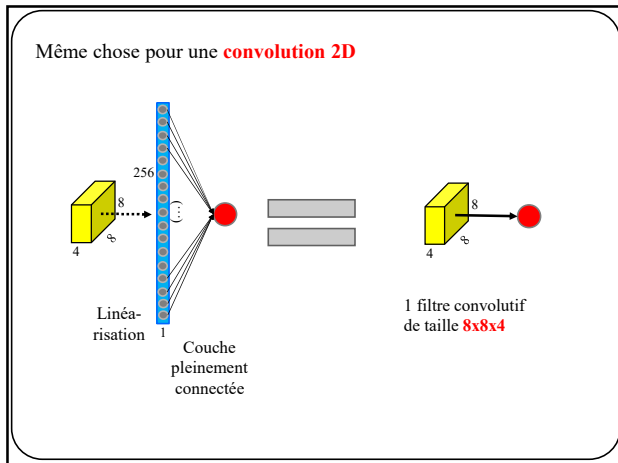 Même chose pour une convolution 2D
256
8
8
4
(…)
Linéa-
risation
1
Couche
pleinement
connectée
8
8
4
1 filtre convolutif
de taille 8x8x4